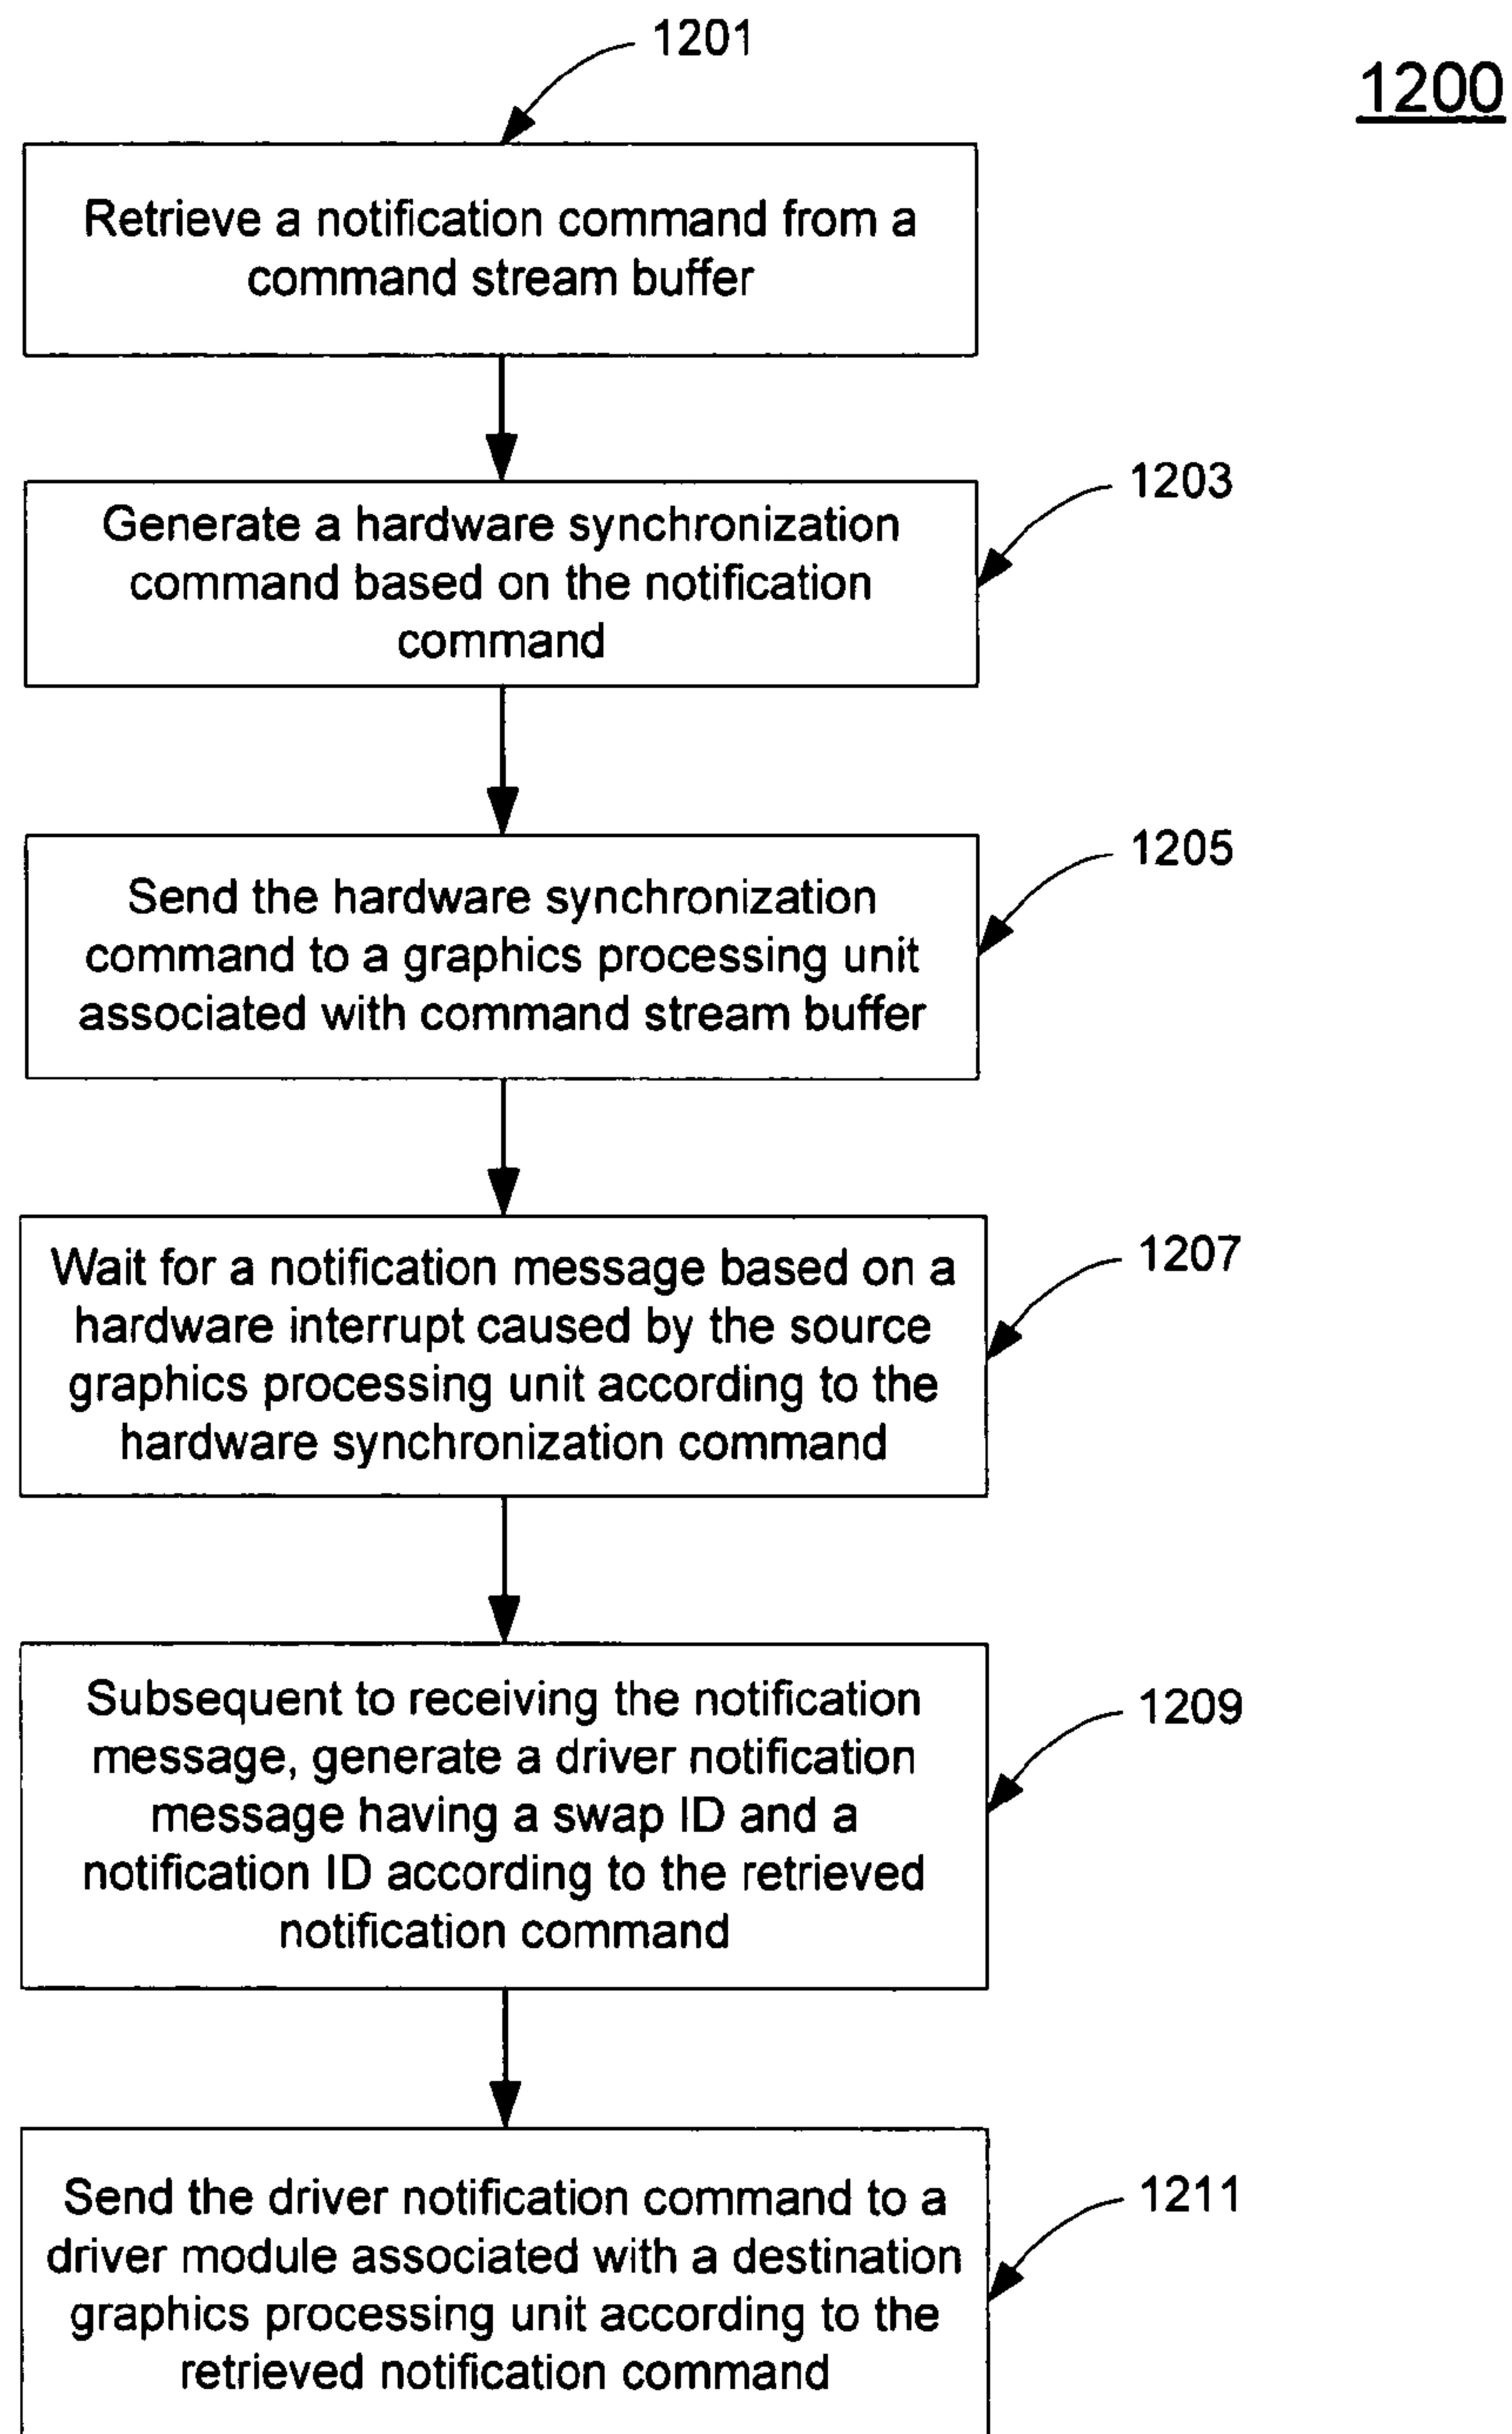 1201
1200
Retrieve a notification command from a
command stream buffer
1203
Generate a hardware synchronization
command based on the notification
command
1205
Send the hardware synchronization
command to a graphics processing unit
associated with command stream buffer
1207
Wait for a notification message based on a
hardware interrupt caused by the source
graphics processing unit according to the
hardware synchronization command
1209
Subsequent to receiving the notification
message, generate a driver notification
message having a swap ID and a
notification ID according to the retrieved
notification command
1211
Send the driver notification command to a
driver module associated with a destination
graphics processing unit according to the
retrieved notification command